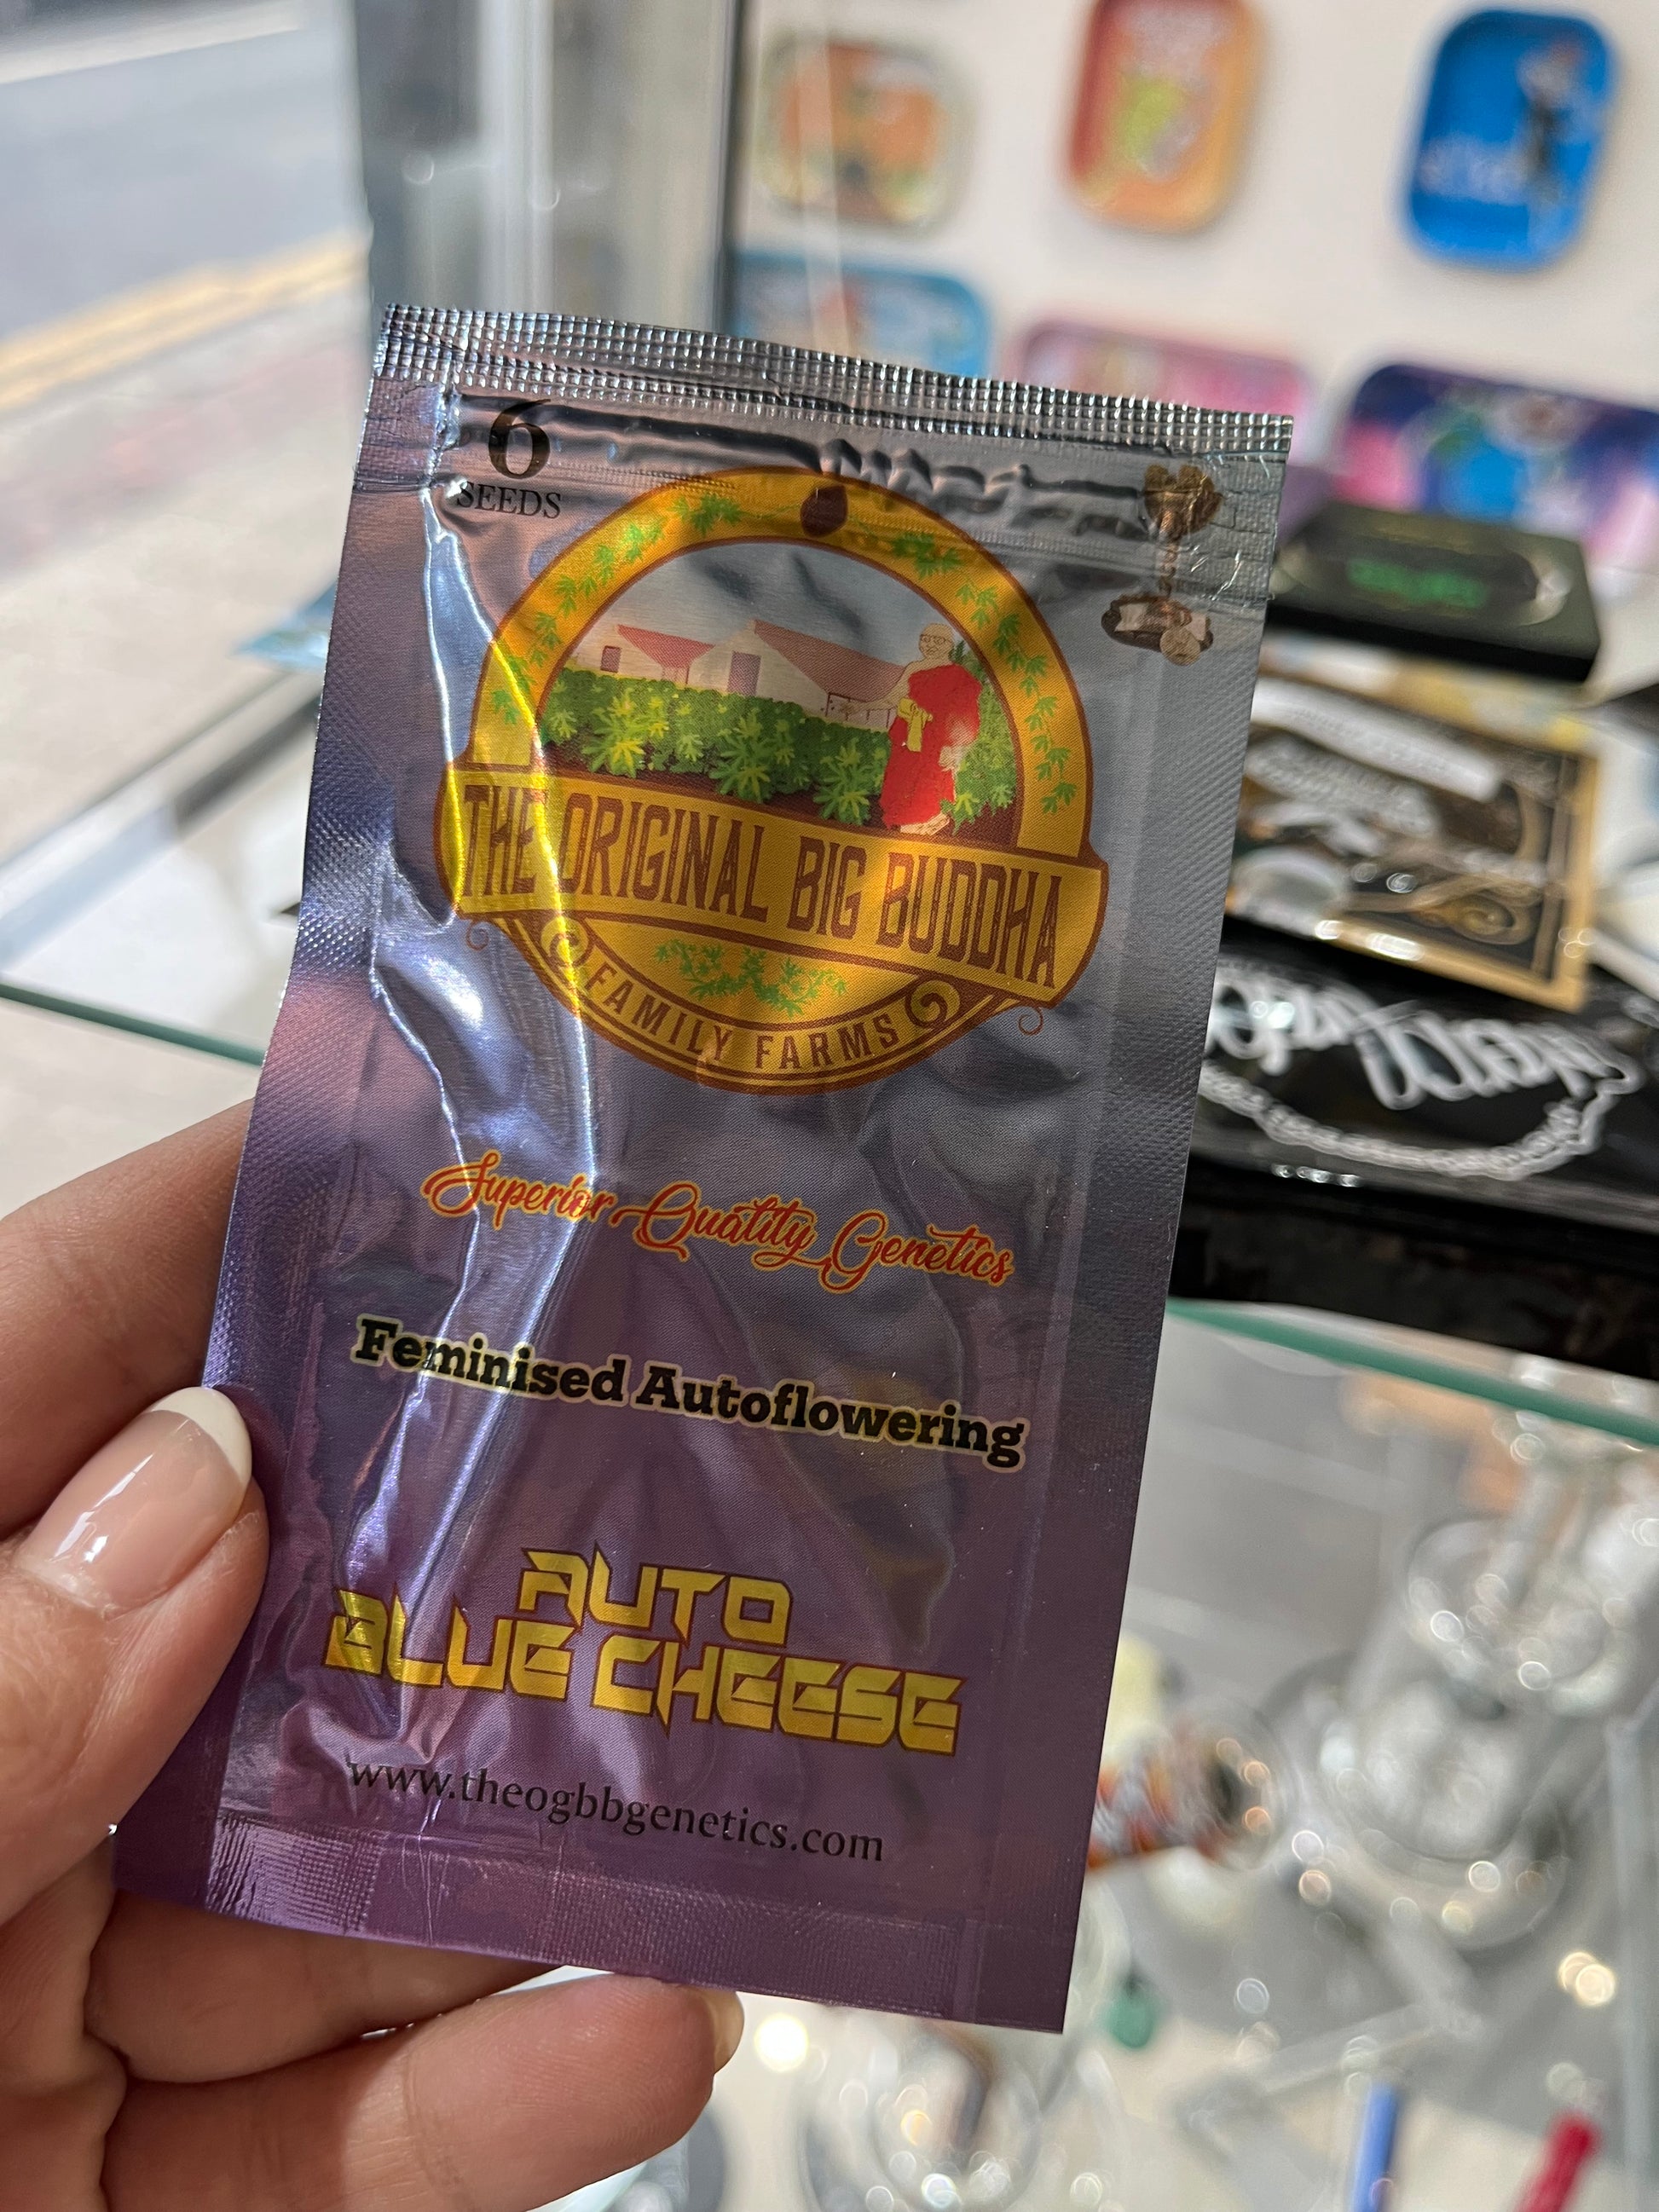 6
SEEDS
THE ORIGINAL BIG BUDDHA
FAMILY FARMS
Superior Quality Genetics
Feminised Autoflowering
AUTO
BLUE CHEESE
www.theogbbgenetics.com